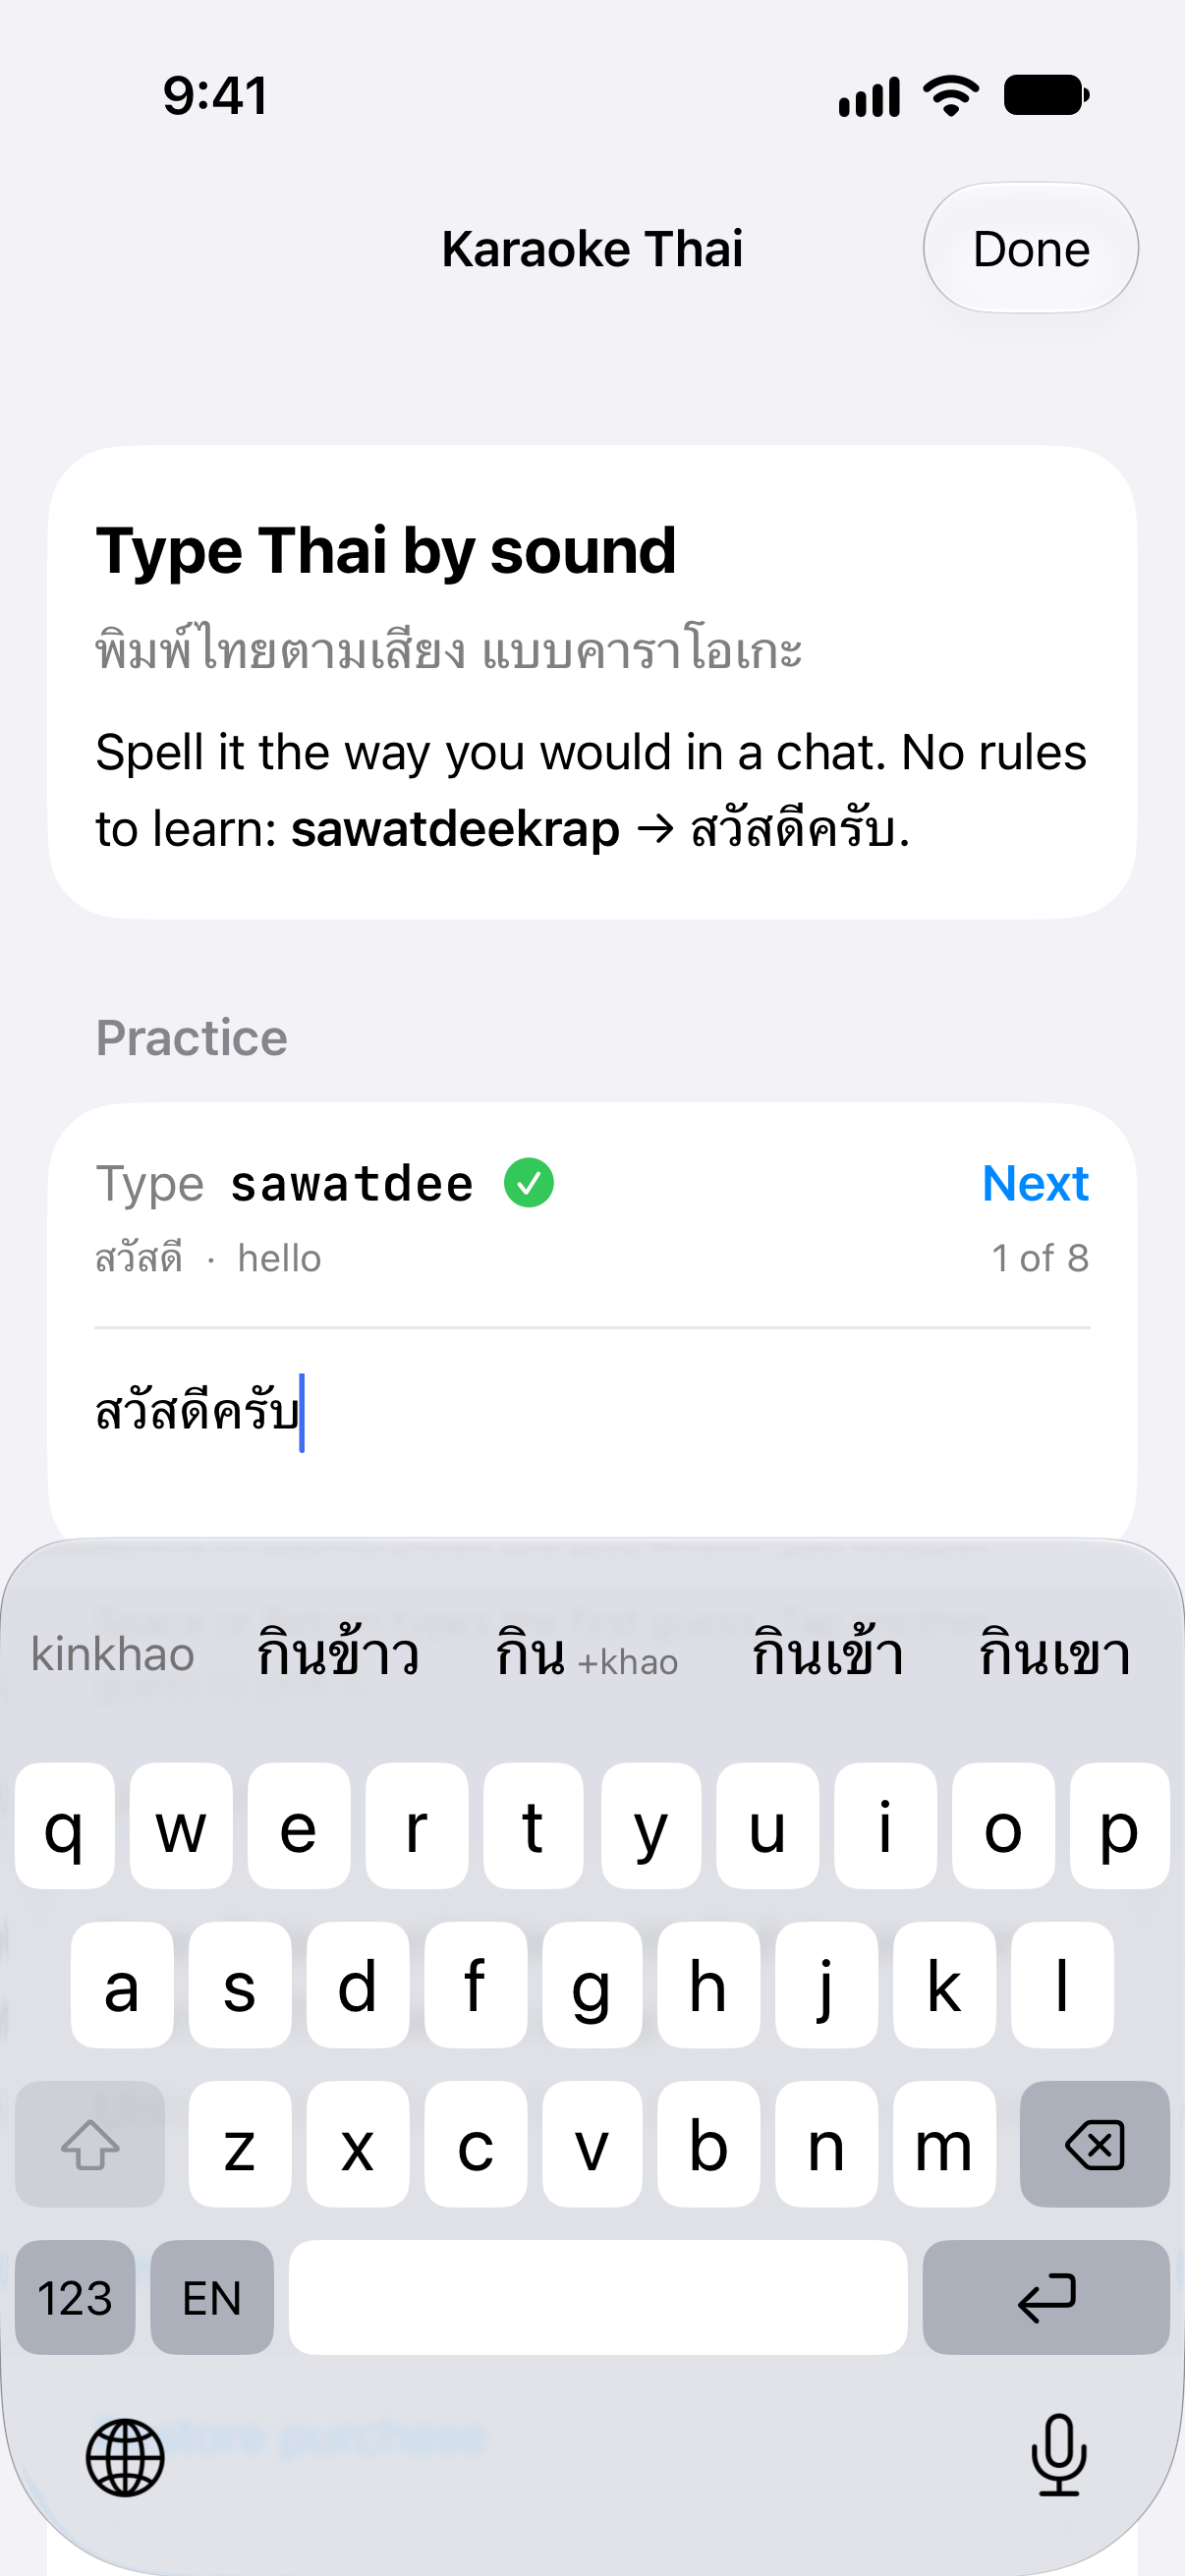 9:41
Karaoke Thai
Done
Type Thai by sound
พิมพ์ไทยตามเสียง แบบคาราโอเกะ
Spell it the way you would in a chat. No rules
to learn: sawatdeekrap → สวัสดีครับ.
Practice
Type sawatdee
Next
สวัสดี · hello
1 of 8
สวัสดีครับ
kinkhao กินข้าว กิน +khao กินเข้า กินเขา
q w e r t y u i o p
a s d f g h j k l
z x c v b n m
123 EN